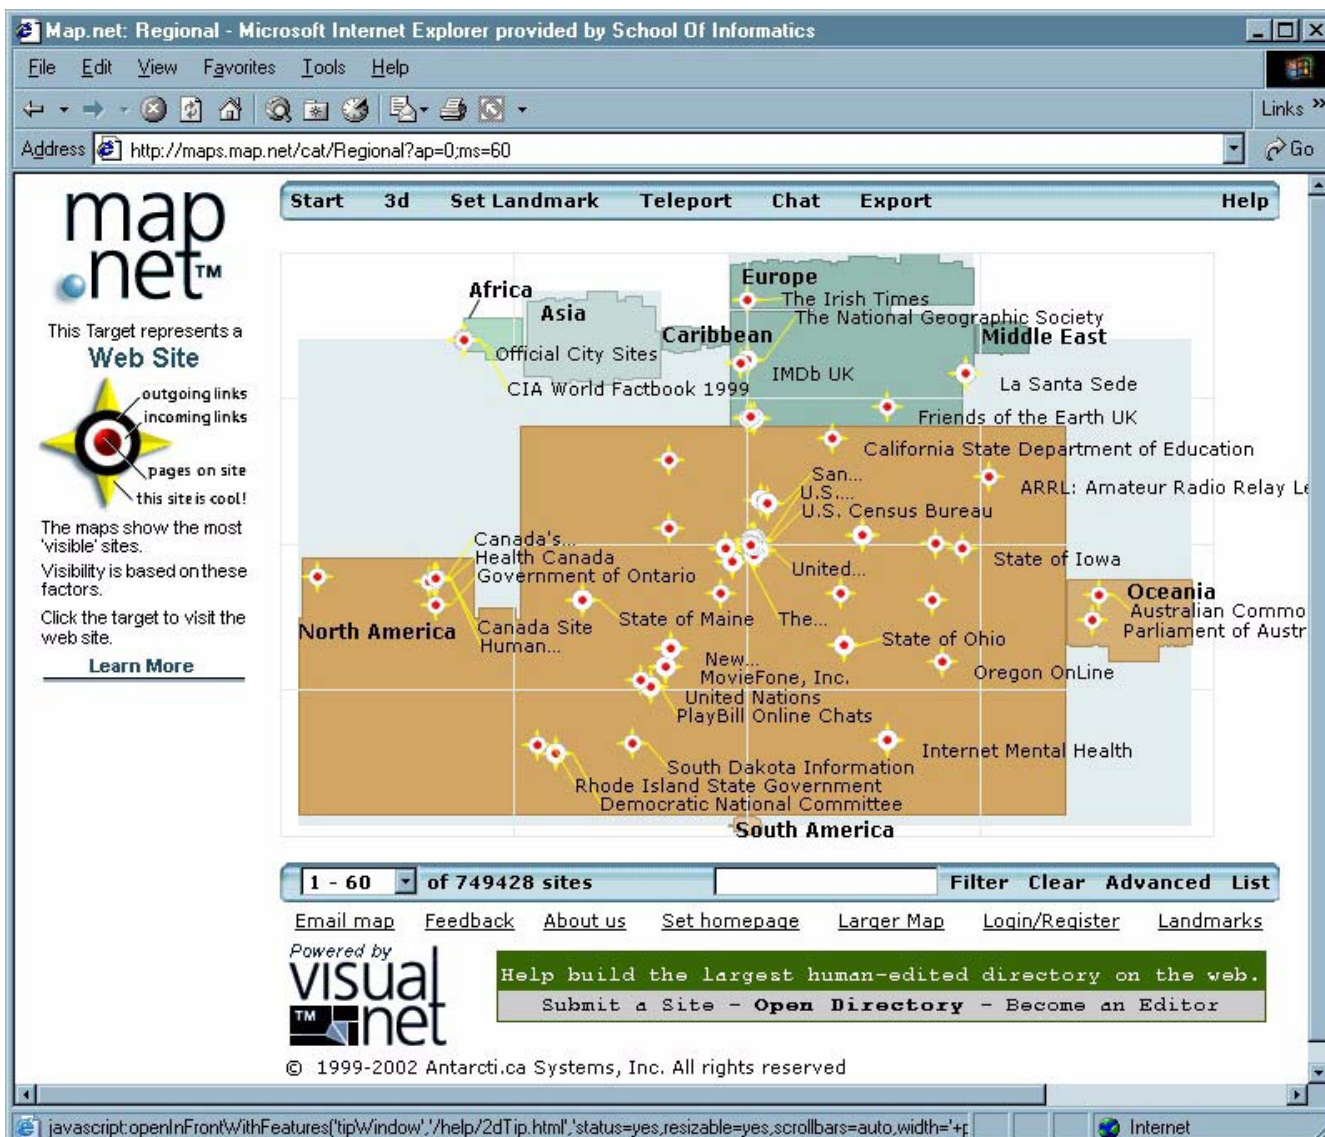 Map.net: Regional - Microsoft Internet Explorer provided by School Of Informatics
File Edit View Favorites Tools Help
Links »
Address http://maps.map.net/cat/Regional?ap=0;ms=60 Go
map
.net™
This Target represents a
Web Site
outgoing links
incoming links
pages on site
this site is cool!
The maps show the most
'visible' sites.
Visibility is based on these
factors.
Click the target to visit the
web site.
Learn More
Start 3d Set Landmark Teleport Chat Export Help
Europe
Africa
The Irish Times
Asia
The National Geographic Society
Caribbean
Middle East
Official City Sites
IMDb UK
La Santa Sede
CIA World Factbook 1999
Friends of the Earth UK
California State Department of Education
San...
ARRL: Amateur Radio Relay Le
U.S....
U.S. Census Bureau
Canada's...
Health Canada
State of Iowa
Government of Ontario
United...
Oceania
Australian Commo
State of Maine
The...
Canada Site
Parliament of Austr
North America
Human...
State of Ohio
New...
Oregon OnLine
MovieFone, Inc.
United Nations
PlayBill Online Chats
Internet Mental Health
South Dakota Information
Rhode Island State Government
Democratic National Committee
South America
1 - 60 of 749428 sites Filter Clear Advanced List
Email map Feedback About us Set homepage Larger Map Login/Register Landmarks
Powered by
visual
™ net
Help build the largest human-edited directory on the web.
Submit a Site - Open Directory - Become an Editor
© 1999-2002 Antarcti.ca Systems, Inc. All rights reserved
javascript:openInFrontWithFeatures('tipWindow','/help/2dTip.html','status=yes,resizable=yes,scrollbars=auto,width='+p Internet